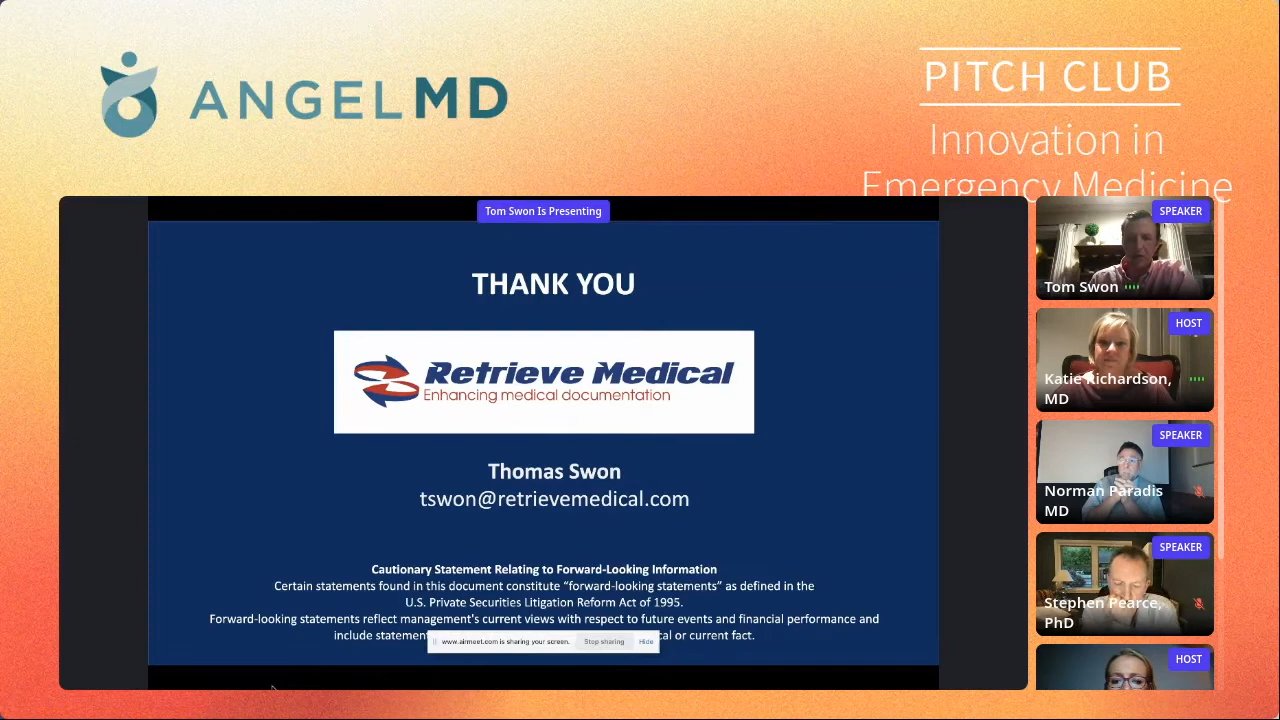 ANGELMD
PITCH CLUB
Innovation in
Emergency Medicine
Tom Swon Is Presenting
THANK YOU
Retrieve Medical
Enhancing medical documentation
Thomas Swon
tswon@retrievemedical.com
Cautionary Statement Relating to Forward-Looking Information
Certain statements found in this document constitute “forward-looking statements” as defined in the
U.S. Private Securities Litigation Reform Act of 1995.
Forward-looking statements reflect management's current views with respect to future events and financial performance and
include or current fact.
www.airmeet.com is sharing your screen. Stop sharing Hide
SPEAKER
Tom Swon
HOST
Katie Richardson,
MD
SPEAKER
Norman Paradis
MD
SPEAKER
Stephen Pearce,
PhD
HOST